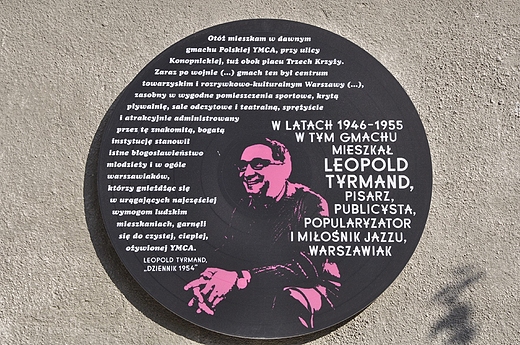 Otóż mieszkam w dawnym
gmachu Polskiej YMCA, przy ulicy
Konopnickiej, tuż obok placu Trzech Krzyży.
Zaraz po wojnie (...) gmach ten był centrum
towarzyskim i rozrywkowo-kulturalnym Warszawy (...),
zasobny w wygodne pomieszczenia sportowe, krytą
pływalnię, sale odczytowe i teatralną, sprężyście
i atrakcyjnie administrowany
przez tę znakomitą, bogatą
instytucję stanowił
istne błogosławieństwo
młodzieży i w ogóle
warszawiaków,
którzy gnieżdżąc się
w urągających najczęściej
wymogom ludzkim
mieszkaniach, garnęli
się do czystej, ciepłej,
ożywionej YMCA.
LEOPOLD TYRMAND,
„DZIENNIK 1954"
W LATACH 1946-1955
W TYM GMACHU
MIESZKAŁ
LEOPOLD
TYRMAND,
PISARZ,
PUBLICYSTA,
POPULARYZATOR
I MIŁOŚNIK JAZZU,
WARSZAWIAK